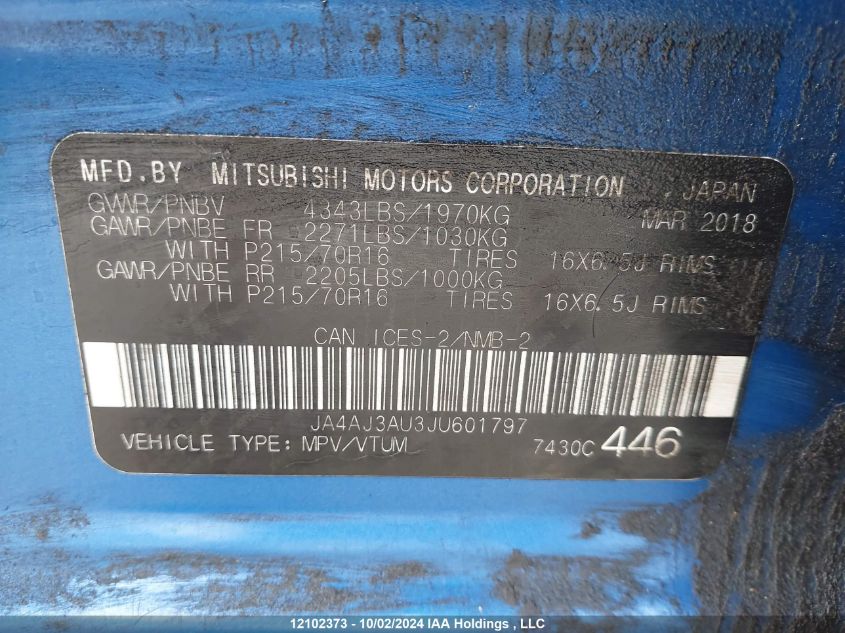 MFD.BY MITSUBISHI MOTORS CORPORATION , JAPAN
GVWR/PNBV 4343LBS/1970KG MAR 2018
GAWR/PNBE FR 2271LBS/1030KG
WITH P215/70R16 TIRES 16X6.5J RIMS
GAWR/PNBE RR 2205LBS/1000KG
WITH P215/70R16 TIRES 16X6.5J RIMS
CAN ICES-2/NMB-2
JA4AJ3AU3JU601797
VEHICLE TYPE: MPV/VTUM 7430C 446
12102373 - 10/02/2024 IAA Holdings , LLC